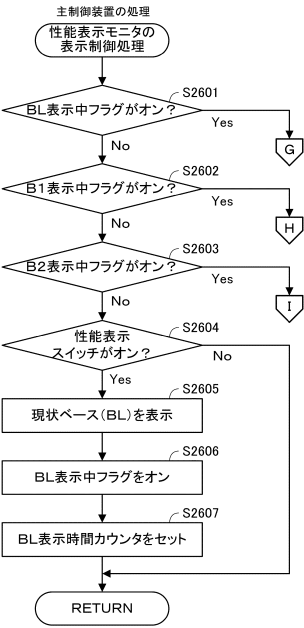 主制御装置の処理
性能表示モニタの
表示制御処理
S2601
BL表示中フラグがオン?
Yes
G
No
S2602
B1表示中フラグがオン?
Yes
H
No
S2603
B2表示中フラグがオン?
Yes
I
No
S2604
性能表示
スイッチがオン?
No
Yes
S2605
現状ベース(BL)を表示
S2606
BL表示中フラグをオン
S2607
BL表示時間カウンタをセット
RETURN